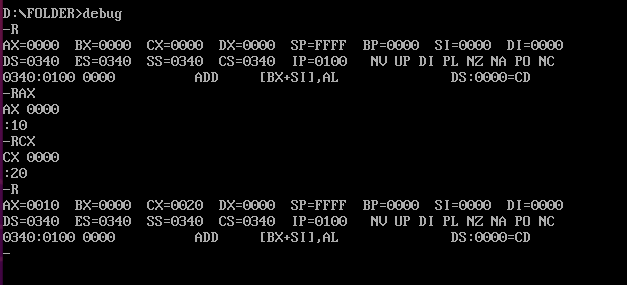 D:\FOLDER>debug
-R
AX=0000  BX=0000  CX=0000  DX=0000  SP=FFFF  BP=0000  SI=0000  DI=0000
DS=0340  ES=0340  SS=0340  CS=0340  IP=0100   NV UP DI PL NZ NA PO NC
0340:0100 0000          ADD     [BX+SI],AL                     DS:0000=CD
-RAX
AX 0000
:10
-RCX
CX 0000
:20
-R
AX=0010  BX=0000  CX=0020  DX=0000  SP=FFFF  BP=0000  SI=0000  DI=0000
DS=0340  ES=0340  SS=0340  CS=0340  IP=0100   NV UP DI PL NZ NA PO NC
0340:0100 0000          ADD     [BX+SI],AL                     DS:0000=CD
-